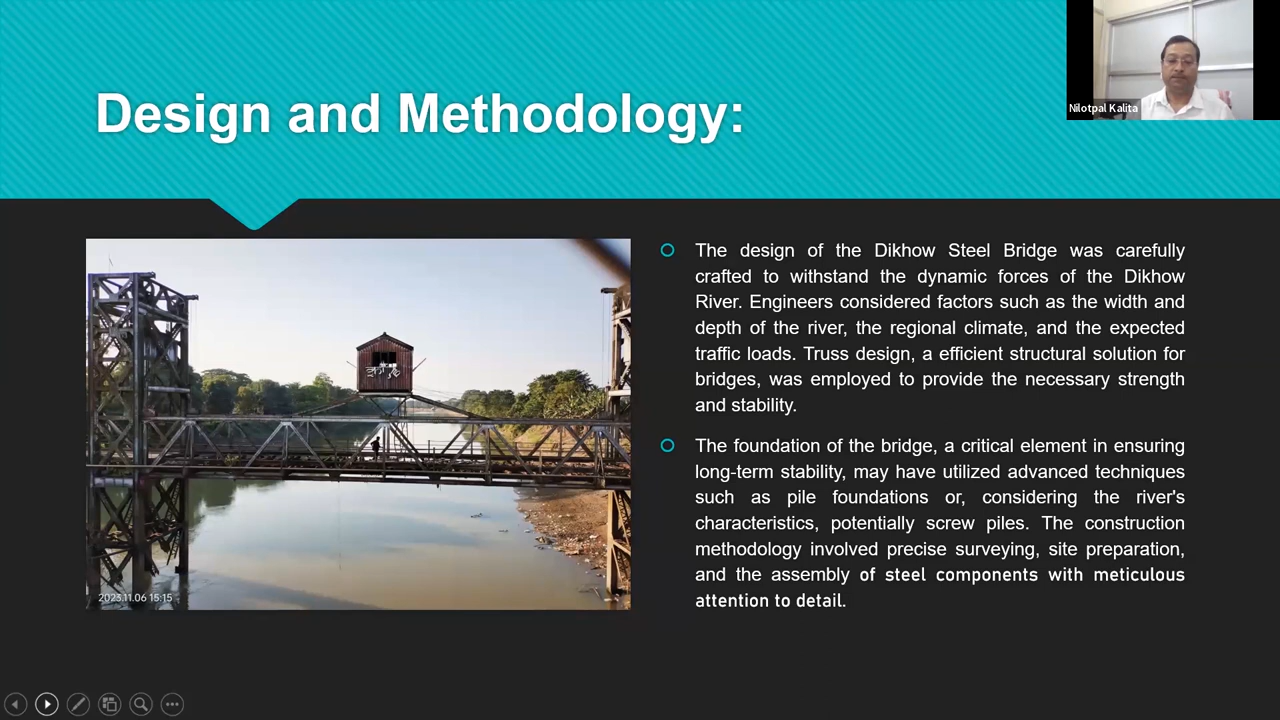 Design and Methodology:
Nilotpal Kalita
The design of the Dikhow Steel Bridge was carefully
crafted to withstand the dynamic forces of the Dikhow
River. Engineers considered factors such as the width and
depth of the river, the regional climate, and the expected
traffic loads. Truss design, a efficient structural solution for
bridges, was employed to provide the necessary strength
and stability.
The foundation of the bridge, a critical element in ensuring
long-term stability, may have utilized advanced techniques
such as pile foundations or, considering the river's
characteristics, potentially screw piles. The construction
methodology involved precise surveying, site preparation,
and the assembly of steel components with meticulous
attention to detail.
2023.11.06 15:15